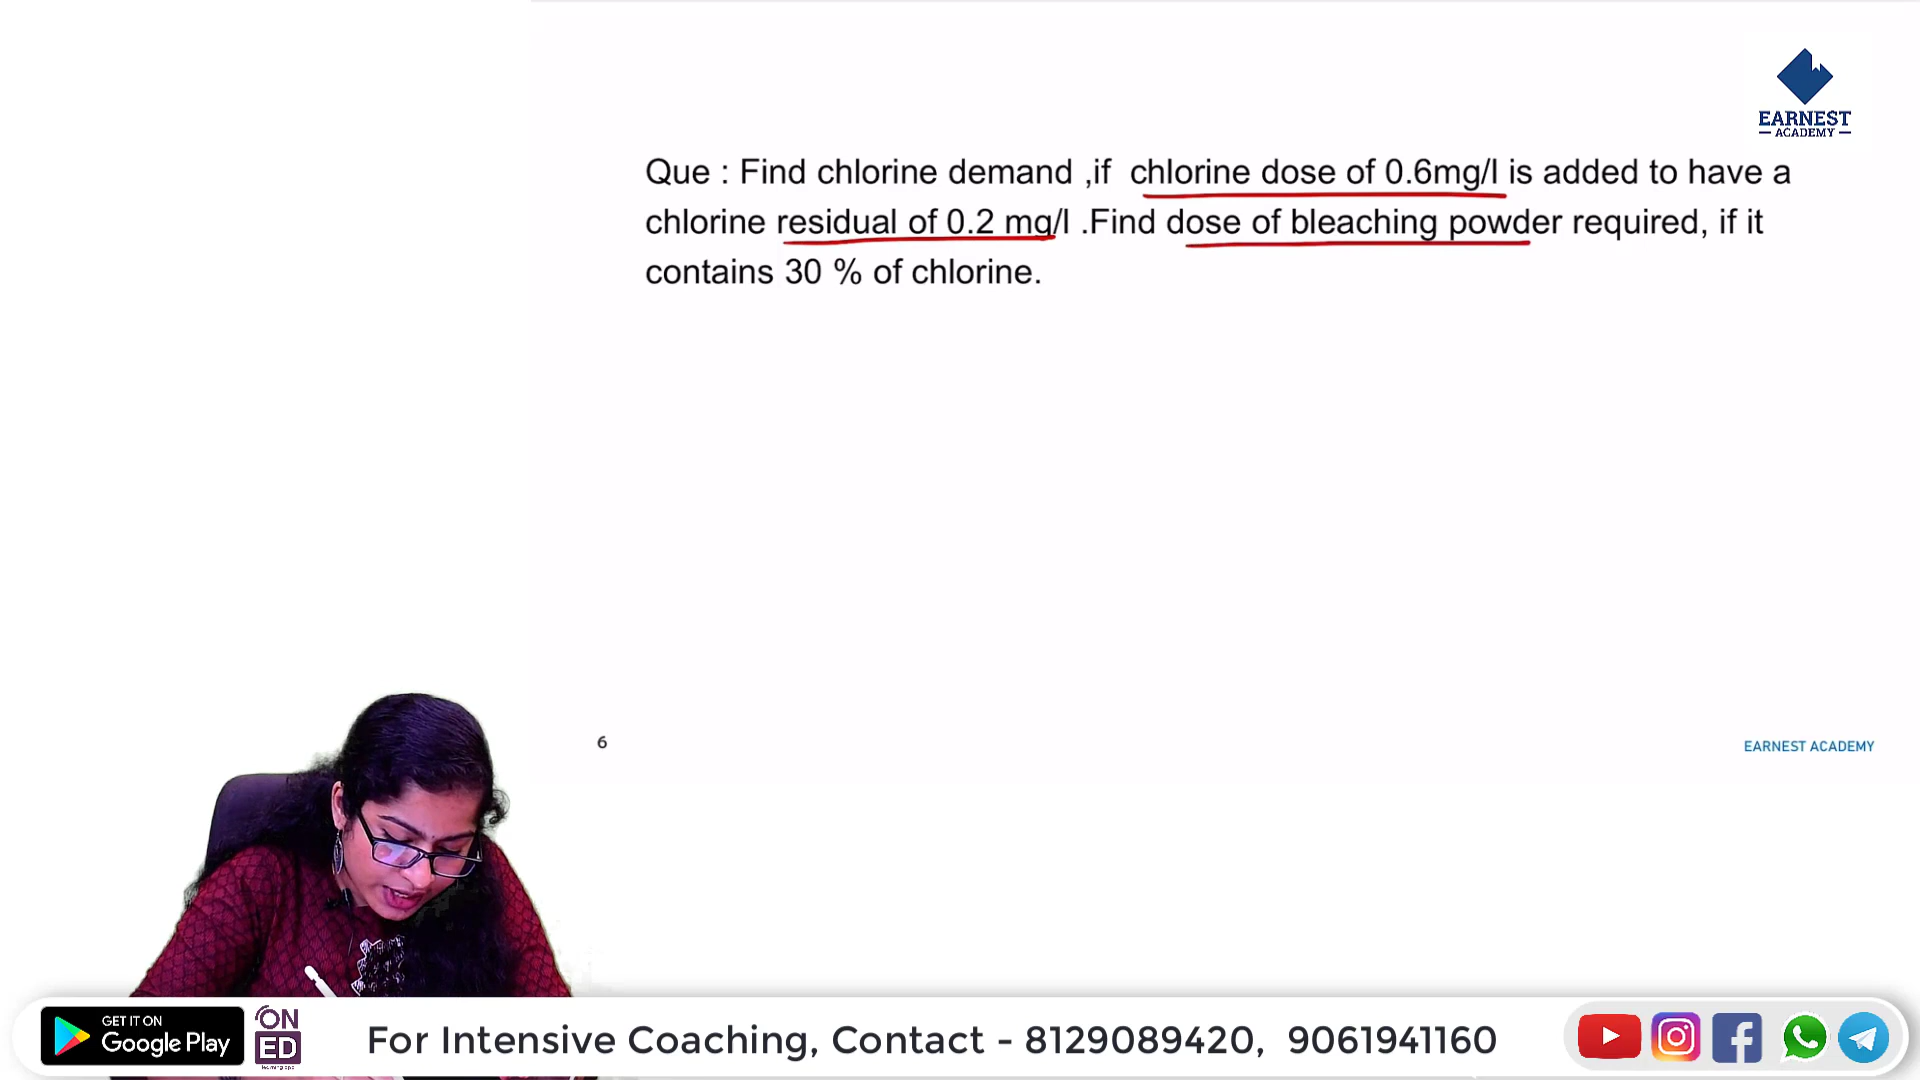 EARNEST
ACADEMY
Que : Find chlorine demand ,if chlorine dose of 0.6mg/l is added to have a
chlorine residual of 0.2 mg/l .Find dose of bleaching powder required, if it
contains 30 % of chlorine.
6
EARNEST ACADEMY
GET IT ON
Google Play
ON
ED
learning app
For Intensive Coaching, Contact - 8129089420, 9061941160